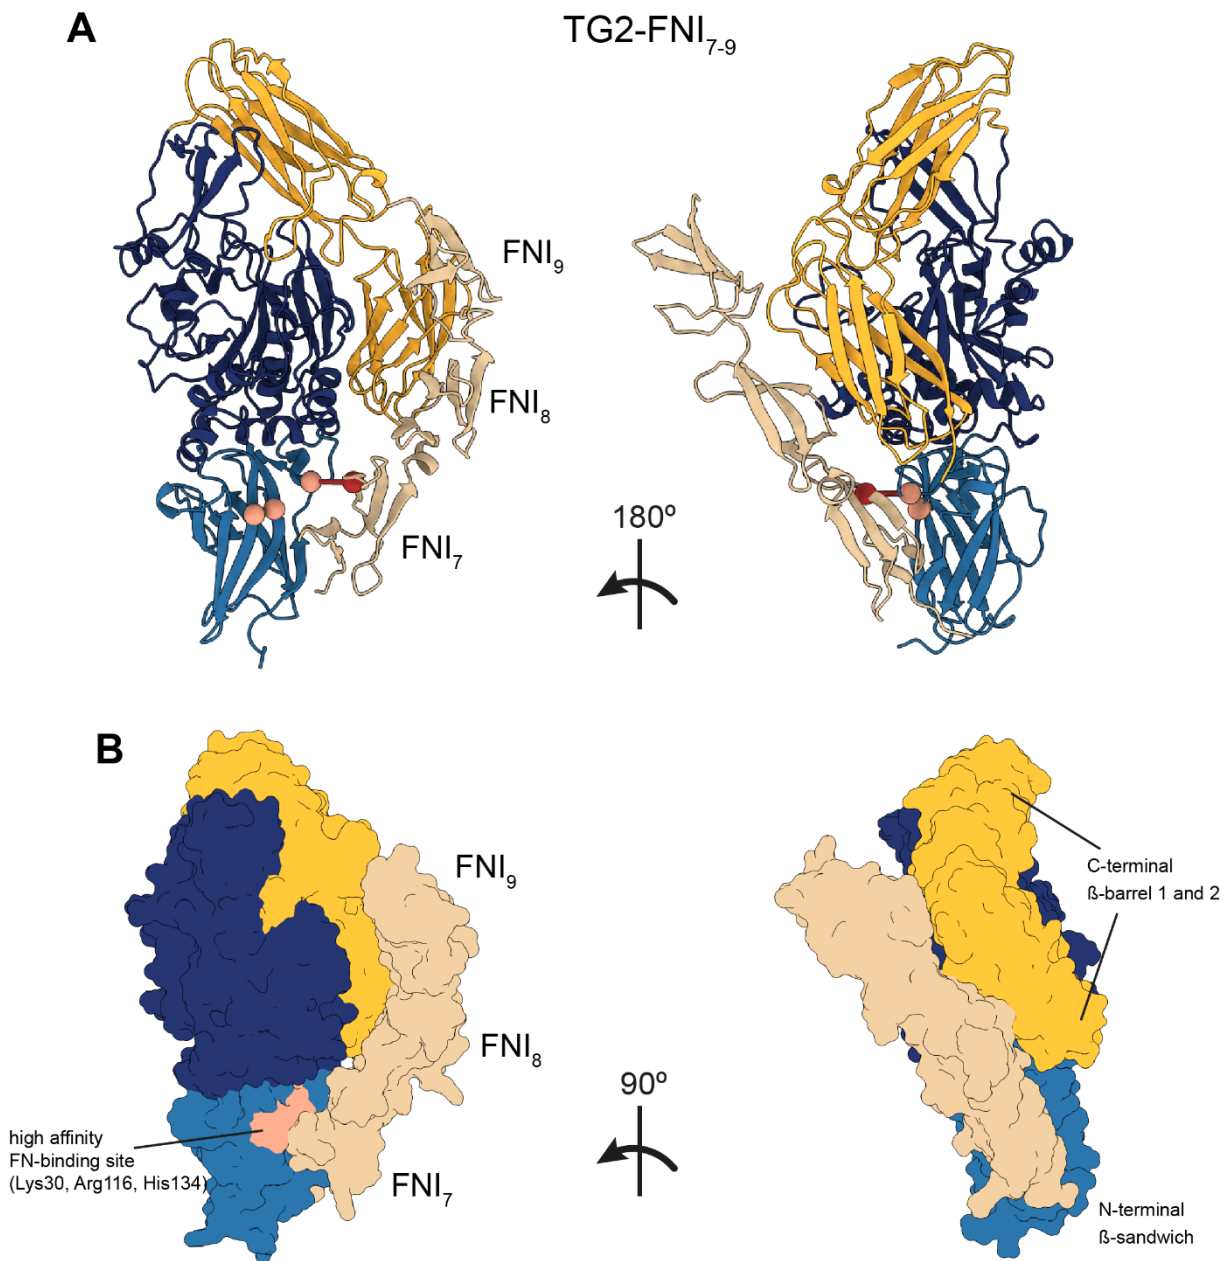 A
TG2-FNI7-9
FNI9
FNI8
FNI7
180º
B
FNI9
FNI8
FNI7
high affinity
FN-binding site
(Lys30, Arg116, His134)
90º
C-terminal
ß-barrel 1 and 2
N-terminal
ß-sandwich